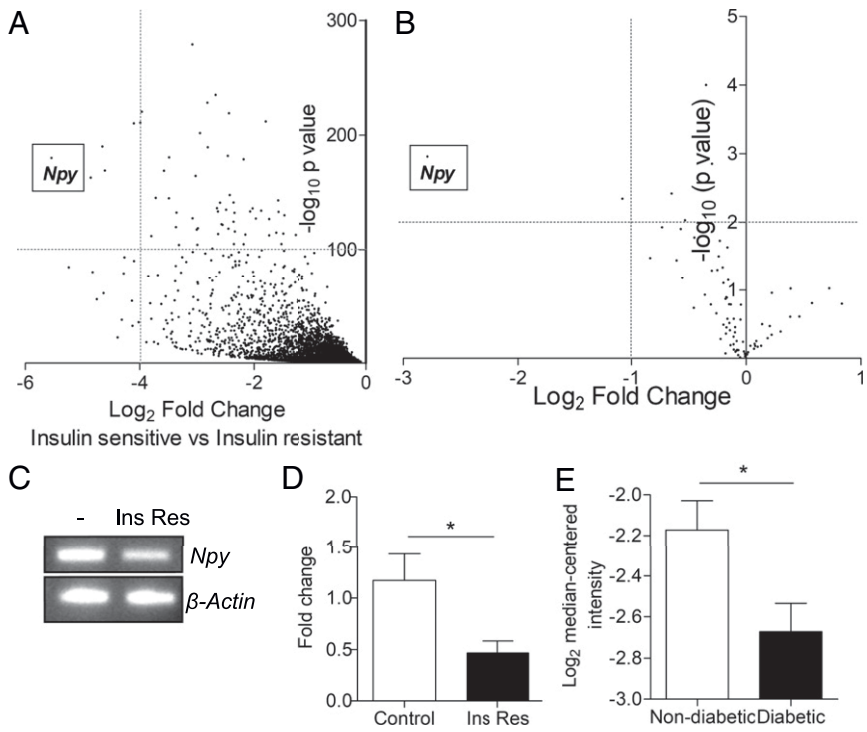 A
300
200
100
-log10 p value
Npy
-6
-4
-2
0
Log2 Fold Change
Insulin sensitive vs Insulin resistant
B
5
4
3
2
1
-log10 (p value)
Npy
-3
-2
-1
0
1
Log2 Fold Change
C
- Ins Res
Npy
β-Actin
D
2.0
1.5
1.0
0.5
0.0
Fold change
*
Control Ins Res
E
-2.0
-2.2
-2.4
-2.6
-2.8
-3.0
Log2 median-centered
intensity
*
Non-diabetic Diabetic